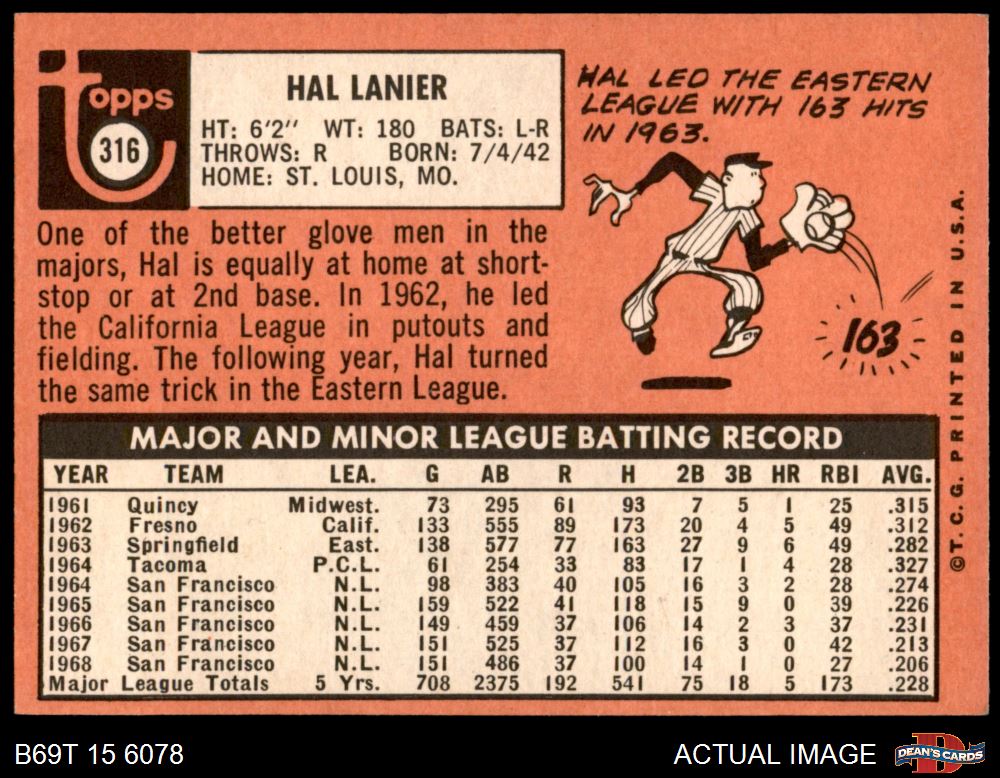 Topps
316
HAL LANIER
HT: 6'2" WT: 180 BATS: L-R
THROWS: R BORN: 7/4/42
HOME: ST. LOUIS, MO.
HAL LED THE EASTERN
LEAGUE WITH 163 HITS
IN 1963.
163
One of the better glove men in the
majors, Hal is equally at home at short-
stop or at 2nd base. In 1962, he led
the California League in putouts and
fielding. The following year, Hal turned
the same trick in the Eastern League.
MAJOR AND MINOR LEAGUE BATTING RECORD
YEAR TEAM LEA. G AB R H 2B 3B HR RBI AVG.
1961 Quincy Midwest. 73 295 61 93 7 5 1 25 .315
1962 Fresno Calif. 133 555 89 173 20 4 5 49 .312
1963 Springfield East. 138 577 77 163 27 9 6 49 .282
1964 Tacoma P.C.L. 61 254 33 83 17 1 4 28 .327
1964 San Francisco N.L. 98 383 40 105 16 3 2 28 .274
1965 San Francisco N.L. 159 522 41 118 15 9 0 39 .226
1966 San Francisco N.L. 149 459 37 106 14 2 3 37 .231
1967 San Francisco N.L. 151 525 37 112 16 3 0 42 .213
1968 San Francisco N.L. 151 486 37 100 14 1 0 27 .206
Major League Totals 5 Yrs. 708 2375 192 541 75 18 5 173 .228
©T.C.G. PRINTED IN U.S.A.
B69T 15 6078
ACTUAL IMAGE
D
DEAN'S CARDS